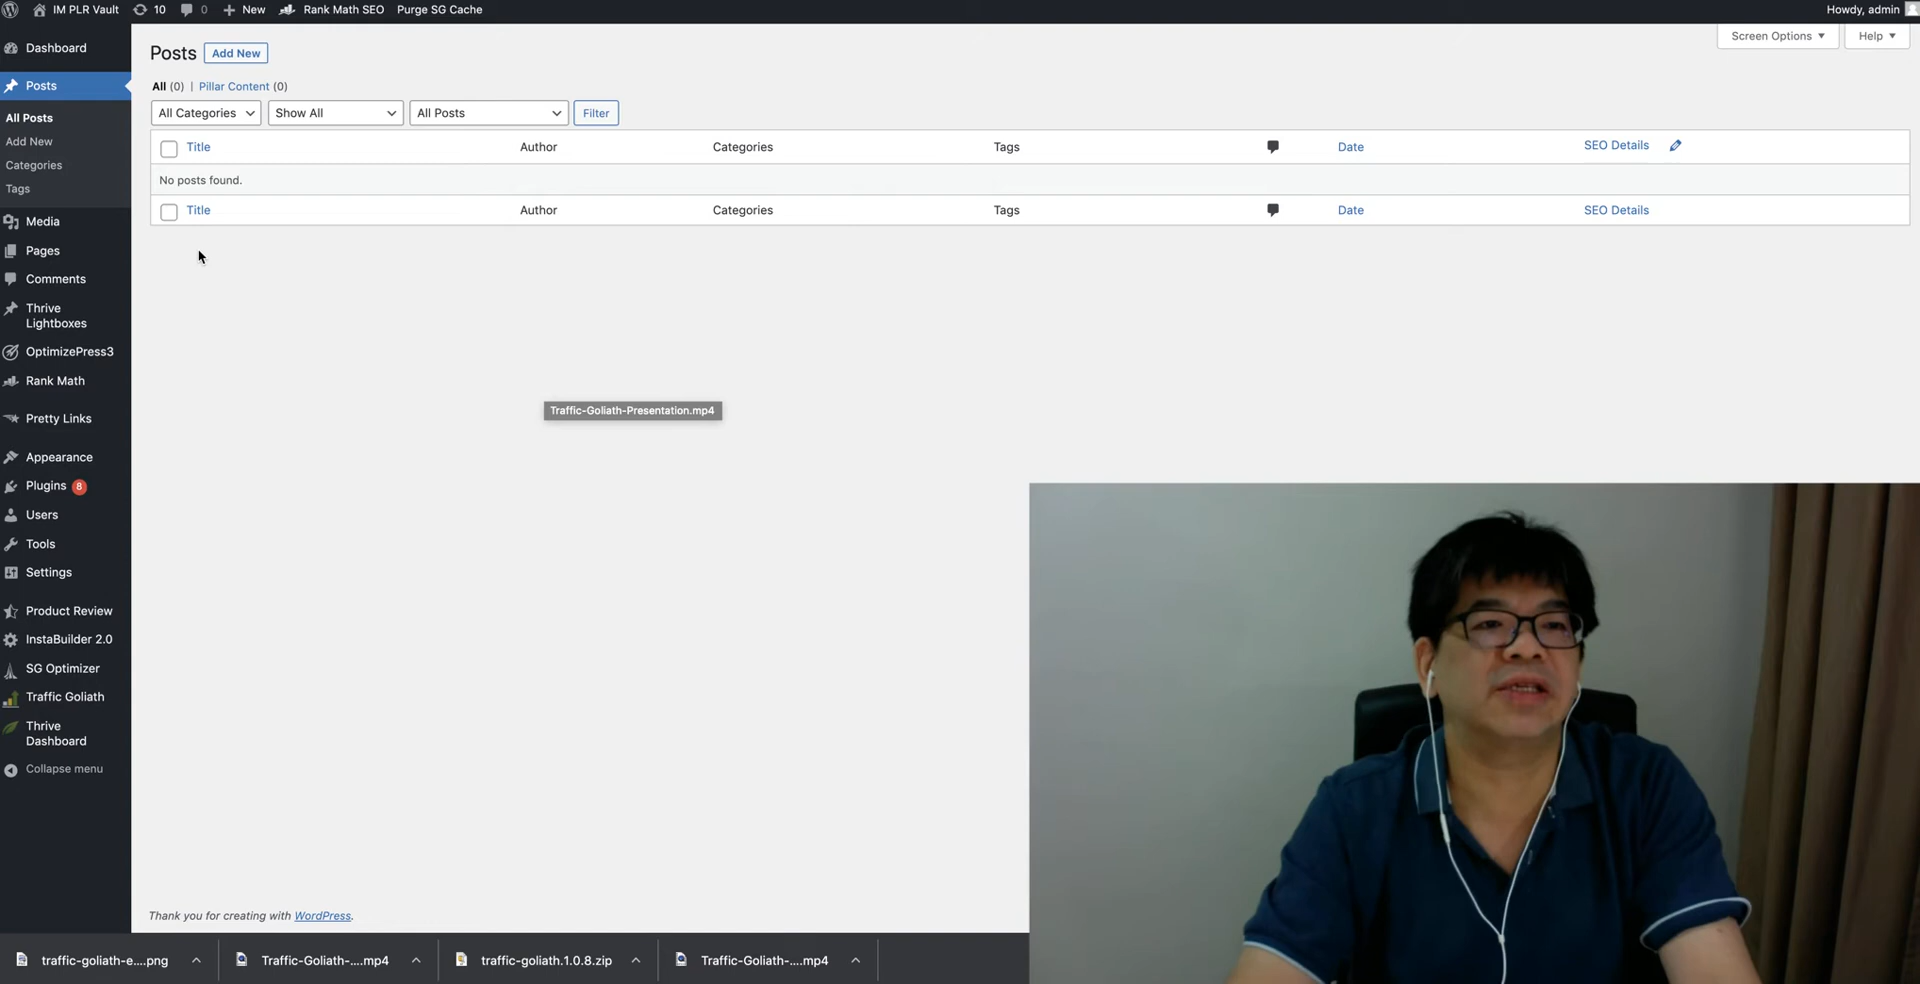 IM PLR Vault 10 0 New Rank Math SEO Purge SG Cache Howdy, admin
Dashboard
Posts
All Posts
Add New
Categories
Tags
Media
Pages
Comments
Thrive
Lightboxes
OptimizePress3
Rank Math
Pretty Links
Appearance
Plugins 8
Users
Tools
Settings
Product Review
InstaBuilder 2.0
SG Optimizer
Traffic Goliath
Thrive
Dashboard
Collapse menu
Screen Options ▼ Help ▼
Posts Add New
All (0) | Pillar Content (0)
All Categories Show All All Posts Filter
Title Author Categories Tags Date SEO Details
No posts found.
Title Author Categories Tags Date SEO Details
Traffic-Goliath-Presentation.mp4
Thank you for creating with WordPress.
traffic-goliath-e....png Traffic-Goliath-....mp4 traffic-goliath.1.0.8.zip Traffic-Goliath-....mp4